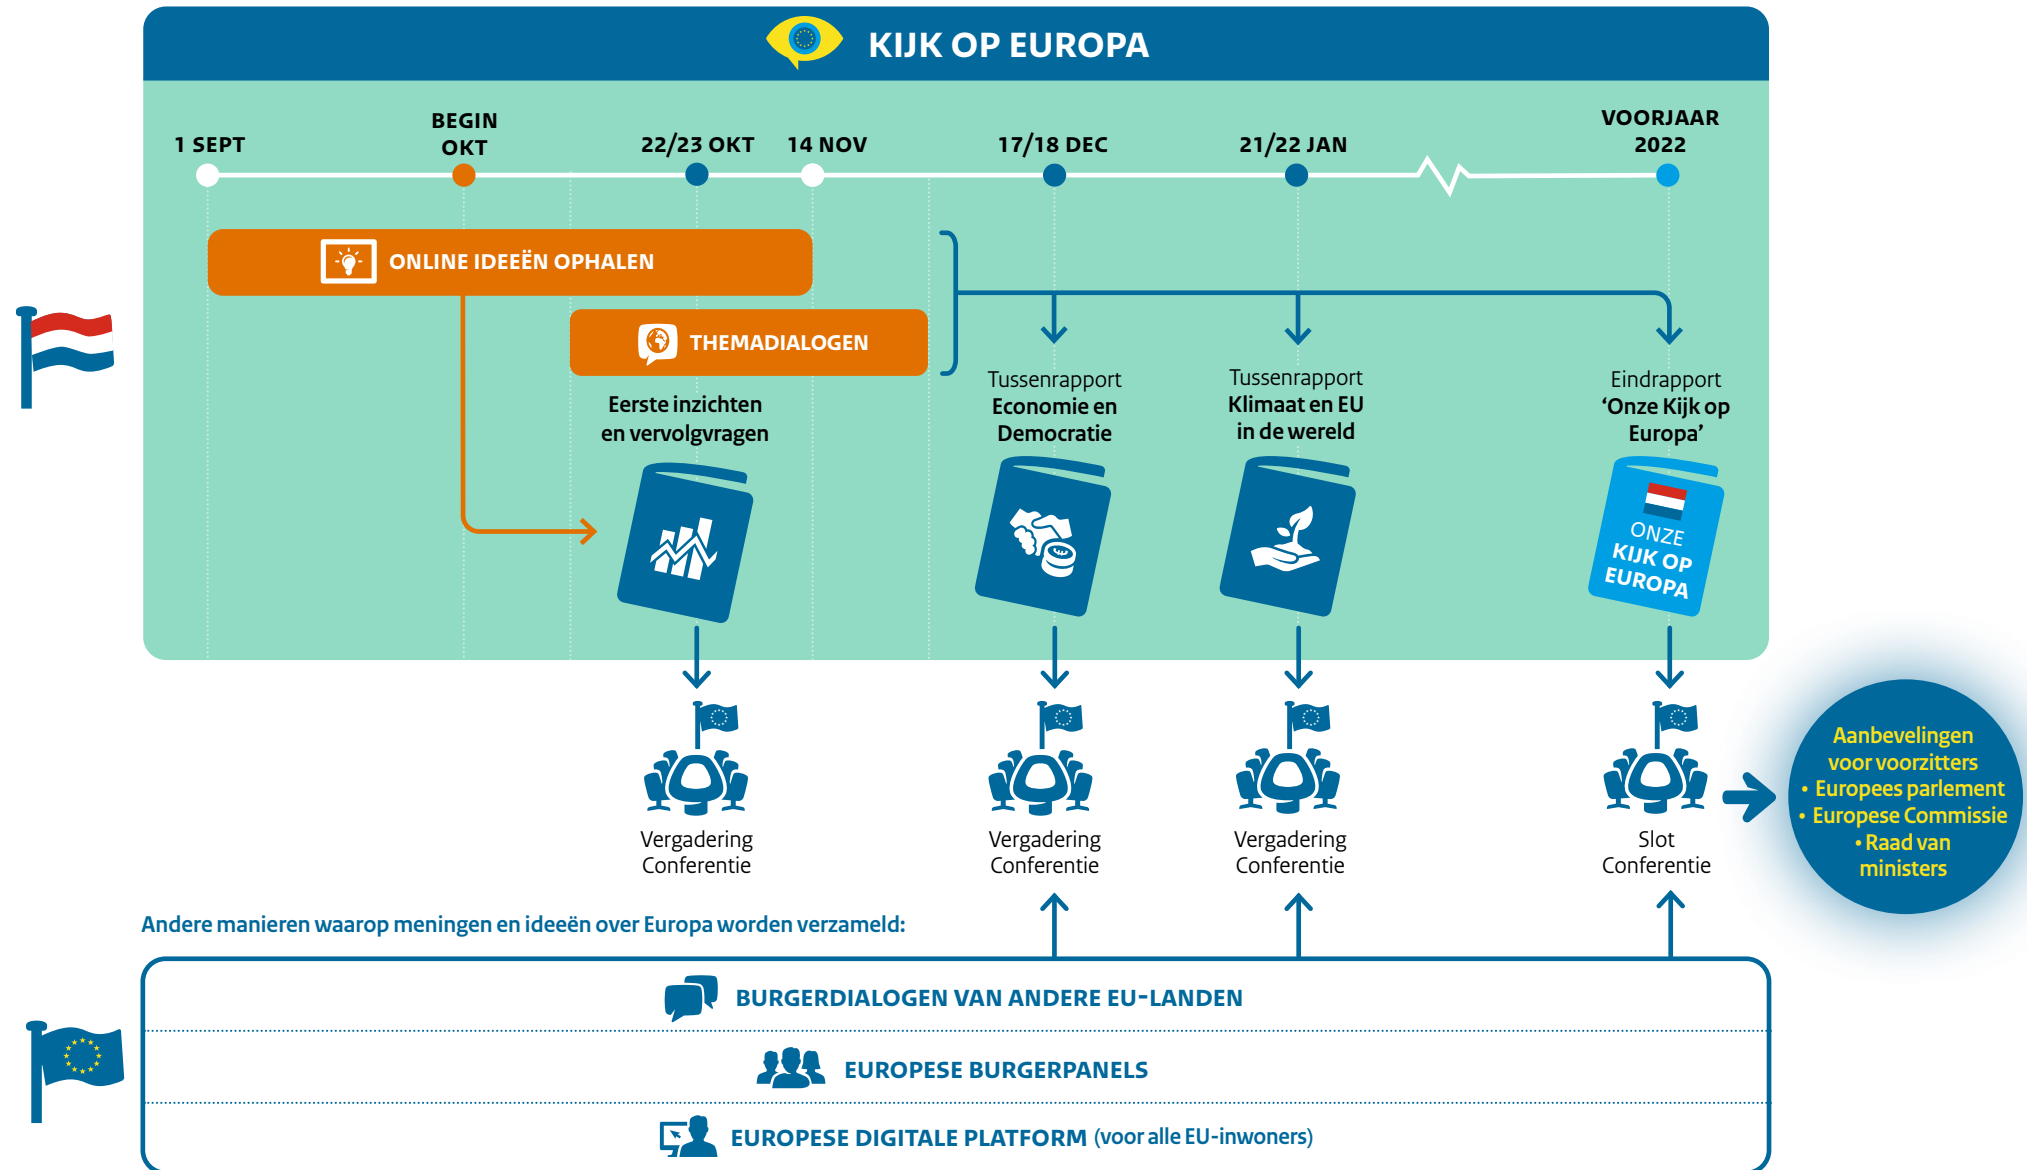 KIJK OP EUROPA
1 SEPT
BEGIN
OKT
22/23 OKT
14 NOV
17/18 DEC
21/22 JAN
VOORJAAR
2022
ONLINE IDEEËN OPHALEN
THEMADIALOGEN
Eerste inzichten
en vervolgvragen
Tussenrapport
Economie en
Democratie
Tussenrapport
Klimaat en EU
in de wereld
Eindrapport
‘Onze Kijk op
Europa’
ONZE
KIJK OP
EUROPA
Vergadering
Conferentie
Vergadering
Conferentie
Vergadering
Conferentie
Slot
Conferentie
Aanbevelingen
voor voorzitters
• Europees parlement
• Europese Commissie
• Raad van
ministers
Andere manieren waarop meningen en ideeën over Europa worden verzameld:
BURGERDIALOGEN VAN ANDERE EU-LANDEN
EUROPESE BURGERPANELS
EUROPESE DIGITALE PLATFORM (voor alle EU-inwoners)